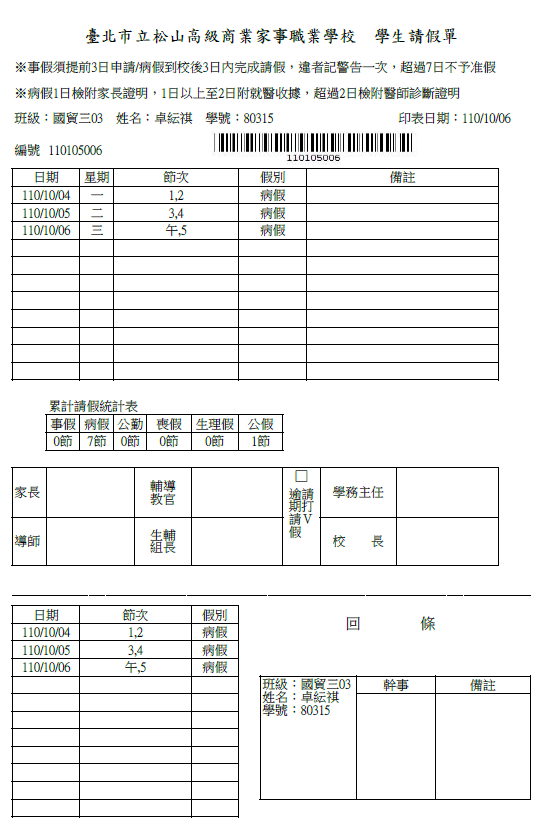 臺北市立松山高級商業家事職業學校　學生請假單
※事假須提前3日申請/病假到校後3日內完成請假，違者記警告一次，超過7日不予准假
※病假1日檢附家長證明，1日以上至2日附就醫收據，超過2日檢附醫師診斷證明
班級：國貿三03　姓名：卓紜祺　學號：80315　印表日期：110/10/06
編號 110105006
110105006
日期 星期 節次 假別 備註
110/10/04 一 1,2 病假
110/10/05 二 3,4 病假
110/10/06 三 午,5 病假
累計請假統計表
事假 病假 公勤 喪假 生理假 公假
0節 7節 0節 0節 0節 1節
家長
輔導
教官
□
逾期請假
請打V
學務主任
導師
生輔
組長
校　長
日期 節次 假別
110/10/04 1,2 病假
110/10/05 3,4 病假
110/10/06 午,5 病假
回　條
班級：國貿三03
姓名：卓紜祺
學號：80315
幹事 備註